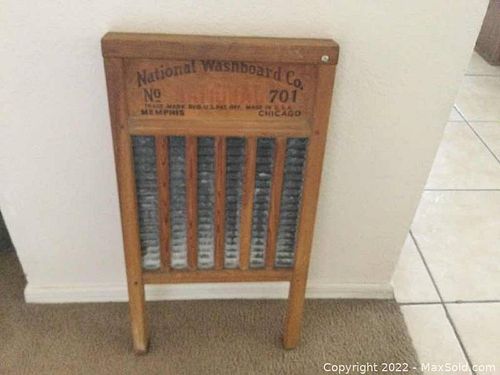 National Washboard Co.
No 701
TRADE MARK REG. U.S. PAT. OFF. MADE IN U.S.A.
MEMPHIS CHICAGO
Copyright 2022 - MaxSold.com